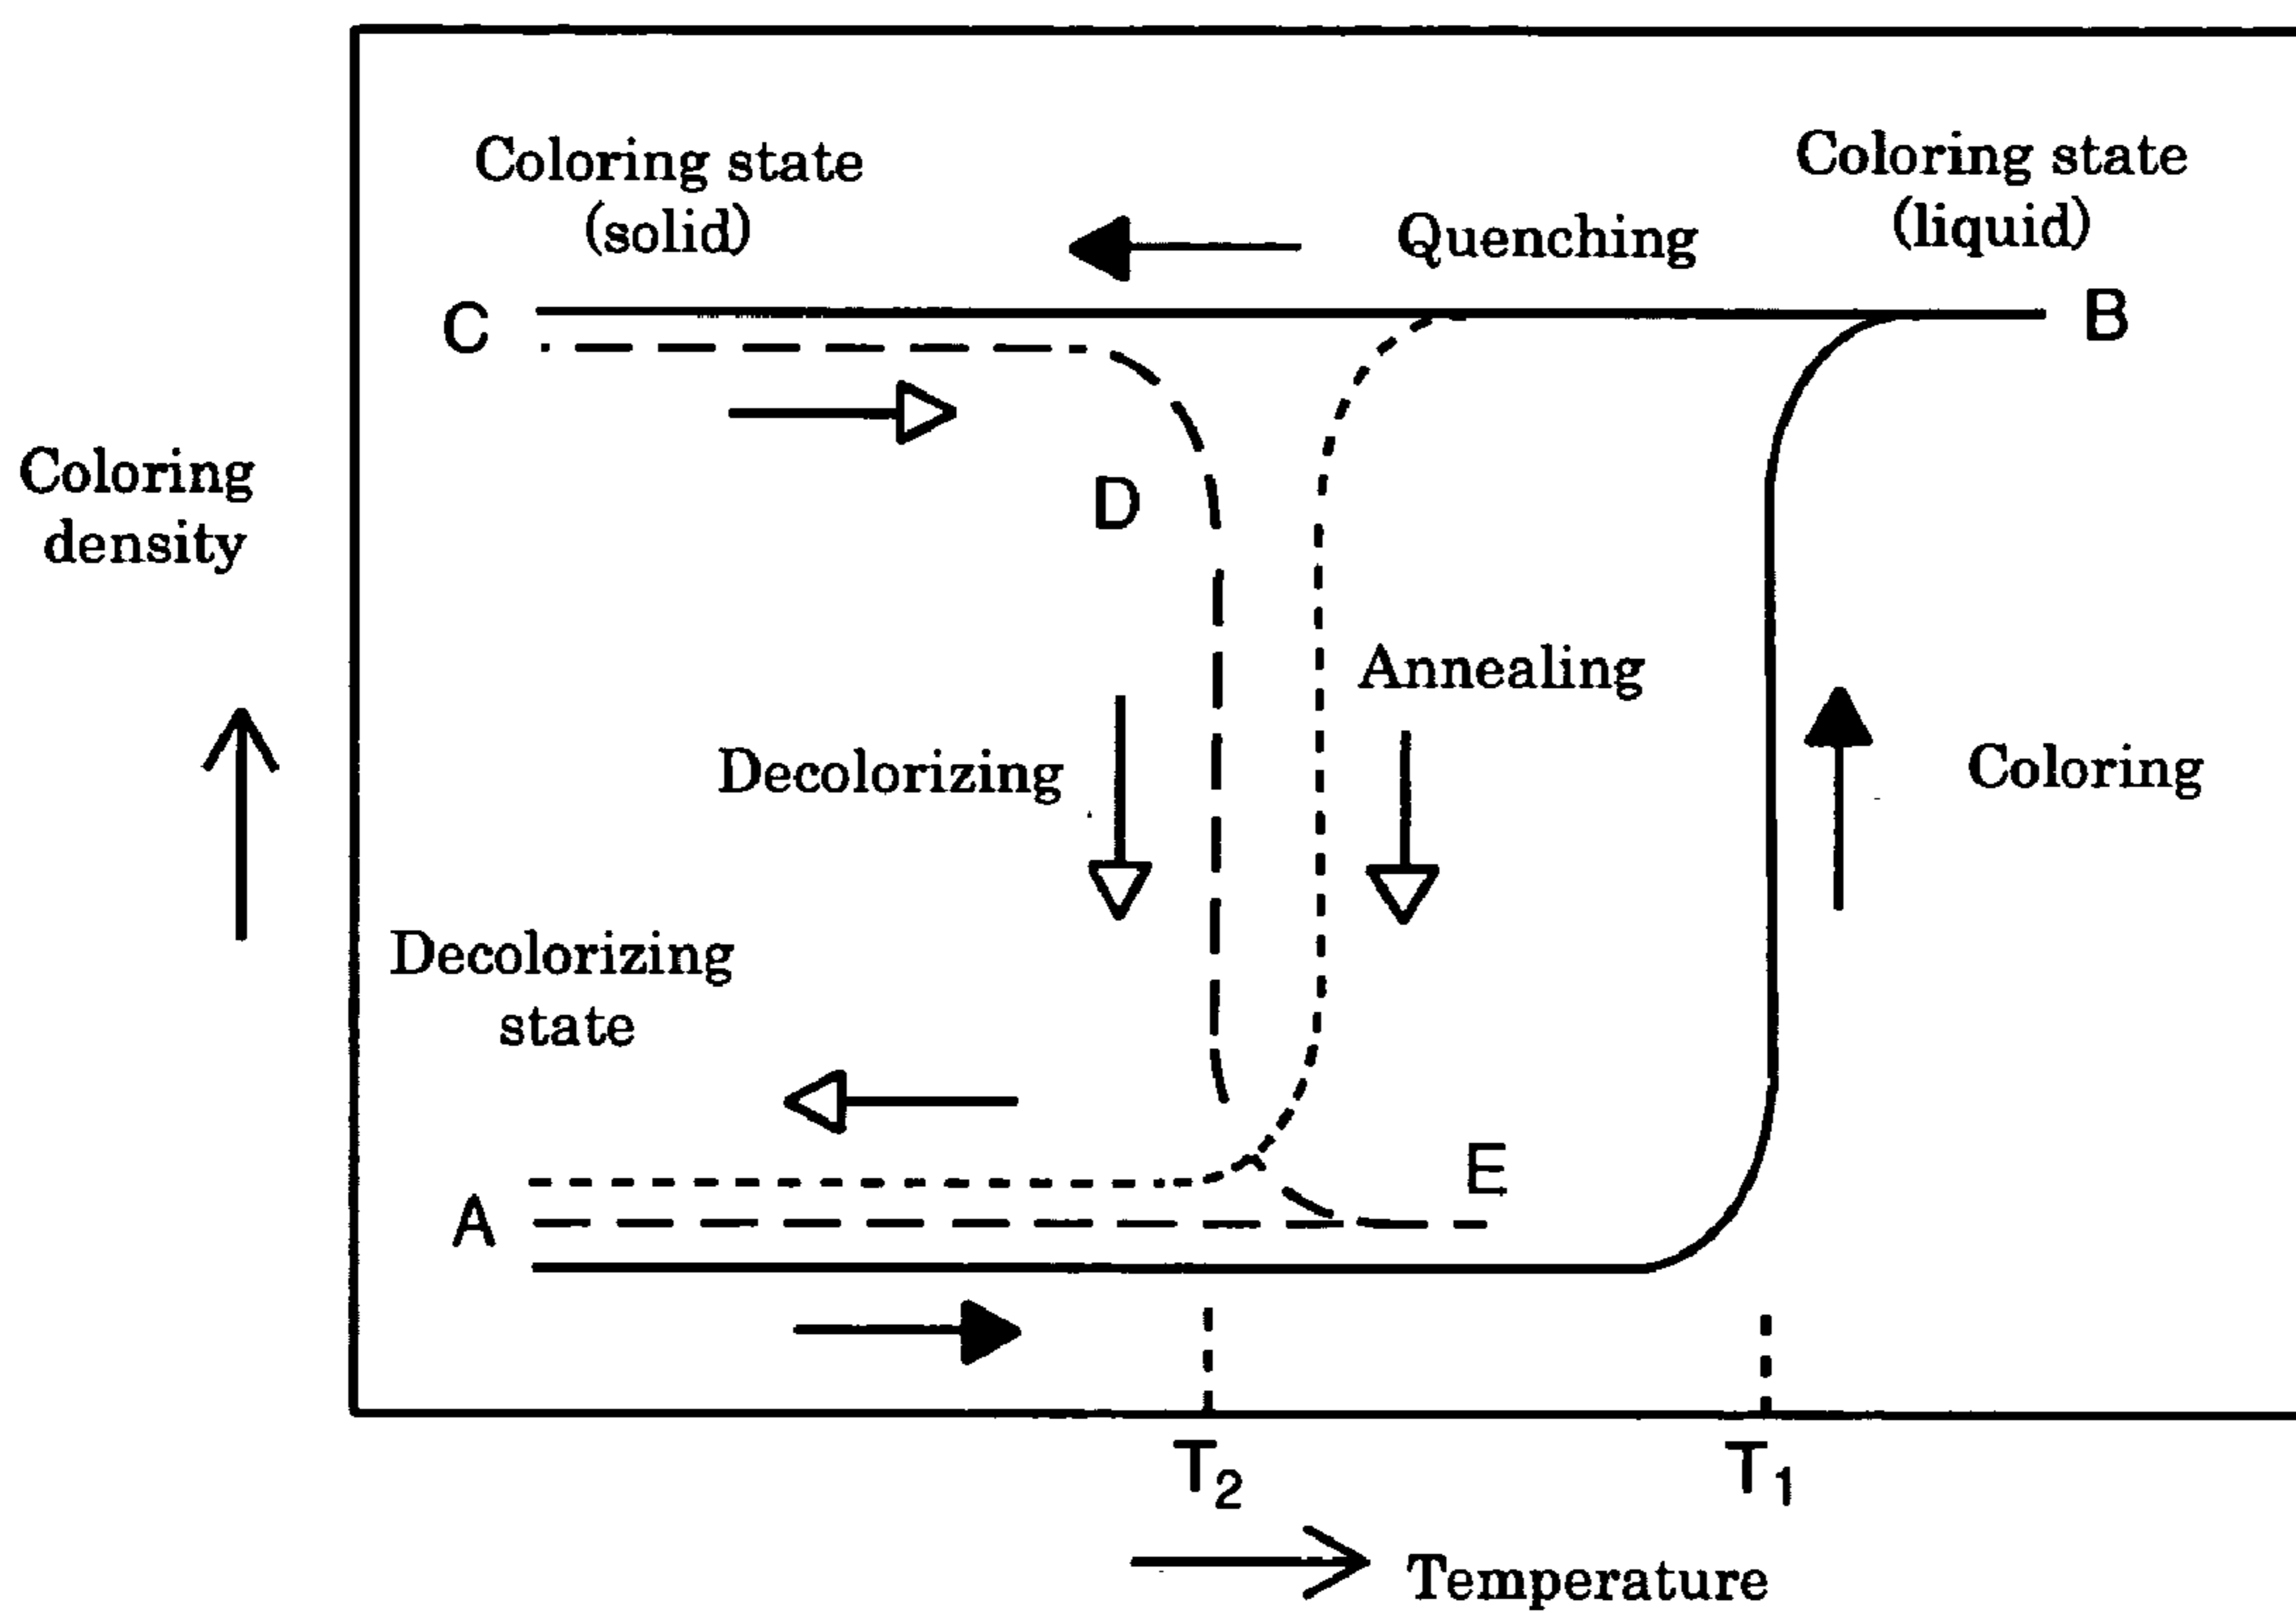 Coloring state
(solid)
Coloring state
(liquid)
Quenching
C
B
Coloring
density
D
Annealing
Decolorizing
Coloring
Decolorizing
state
E
A
T2
T1
Temperature